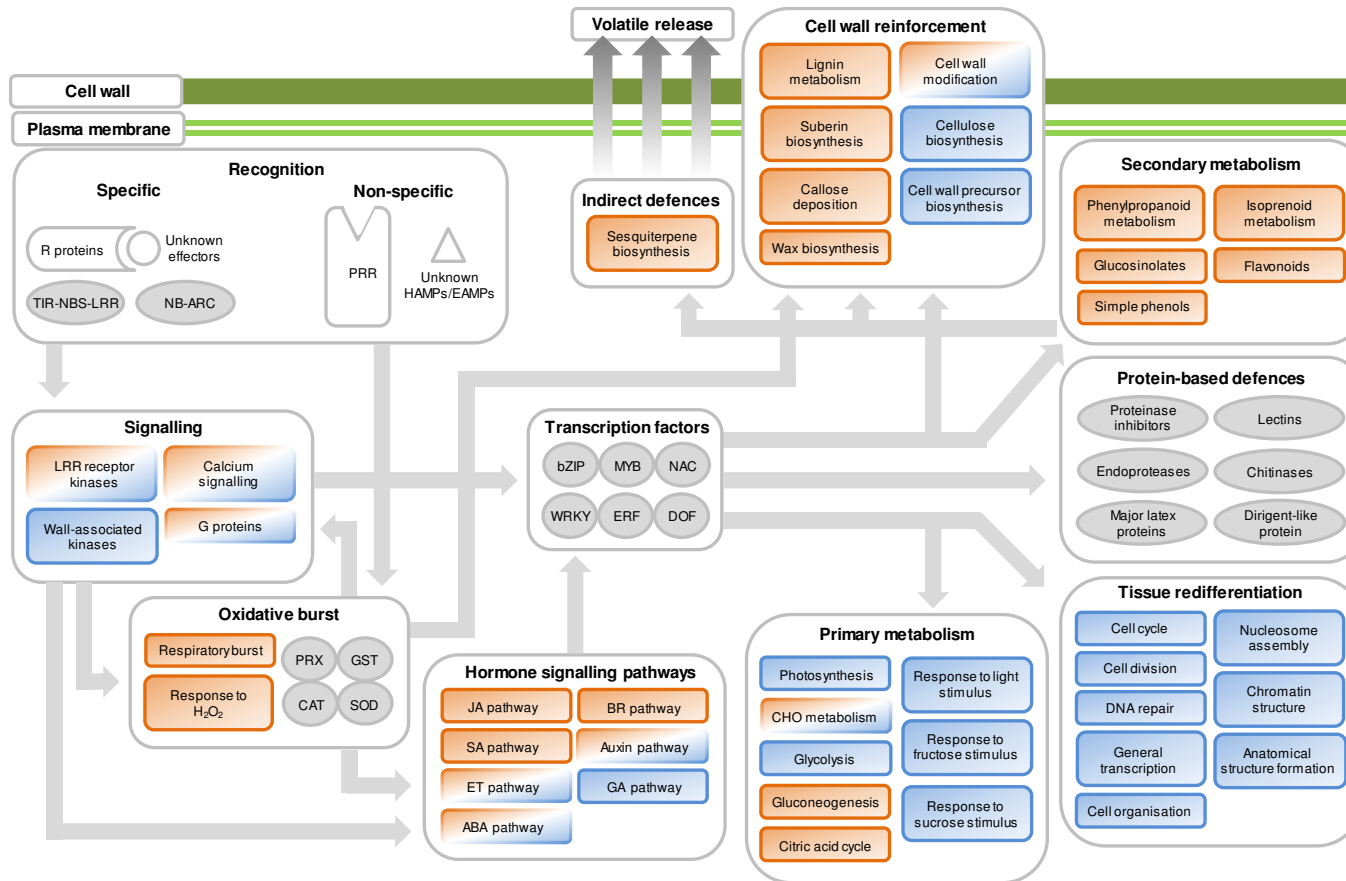 Volatile release
Cell wall reinforcement
Lignin
metabolism
Cell wall
modification
Suberin
biosynthesis
Cellulose
biosynthesis
Callose
deposition
Cell wall precursor
biosynthesis
Wax biosynthesis
Cell wall
Plasma membrane
Recognition
Specific
Non-specific
R proteins
Unknown
effectors
TIR-NBS-LRR
NB-ARC
PRR
Unknown
HAMPs/EAMPs
Indirect defences
Sesquiterpene
biosynthesis
Secondary metabolism
Phenylpropanoid
metabolism
Isoprenoid
metabolism
Glucosinolates
Flavonoids
Simple phenols
Signalling
LRR receptor
kinases
Calcium
signalling
Wall-associated
kinases
G proteins
Transcription factors
bZIP
MYB
NAC
WRKY
ERF
DOF
Protein-based defences
Proteinase
inhibitors
Lectins
Endoproteases
Chitinases
Major latex
proteins
Dirigent-like
protein
Oxidative burst
Respiratory burst
Response to
H₂O₂
PRX
GST
CAT
SOD
Hormone signalling pathways
JA pathway
BR pathway
SA pathway
Auxin pathway
ET pathway
GA pathway
ABA pathway
Primary metabolism
Photosynthesis
Response to light
stimulus
CHO metabolism
Glycolysis
Response to
fructose stimulus
Gluconeogenesis
Response to
sucrose stimulus
Citric acid cycle
Tissue redifferentiation
Cell cycle
Nucleosome
assembly
Cell division
DNA repair
Chromatin
structure
General
transcription
Anatomical
structure formation
Cell organisation